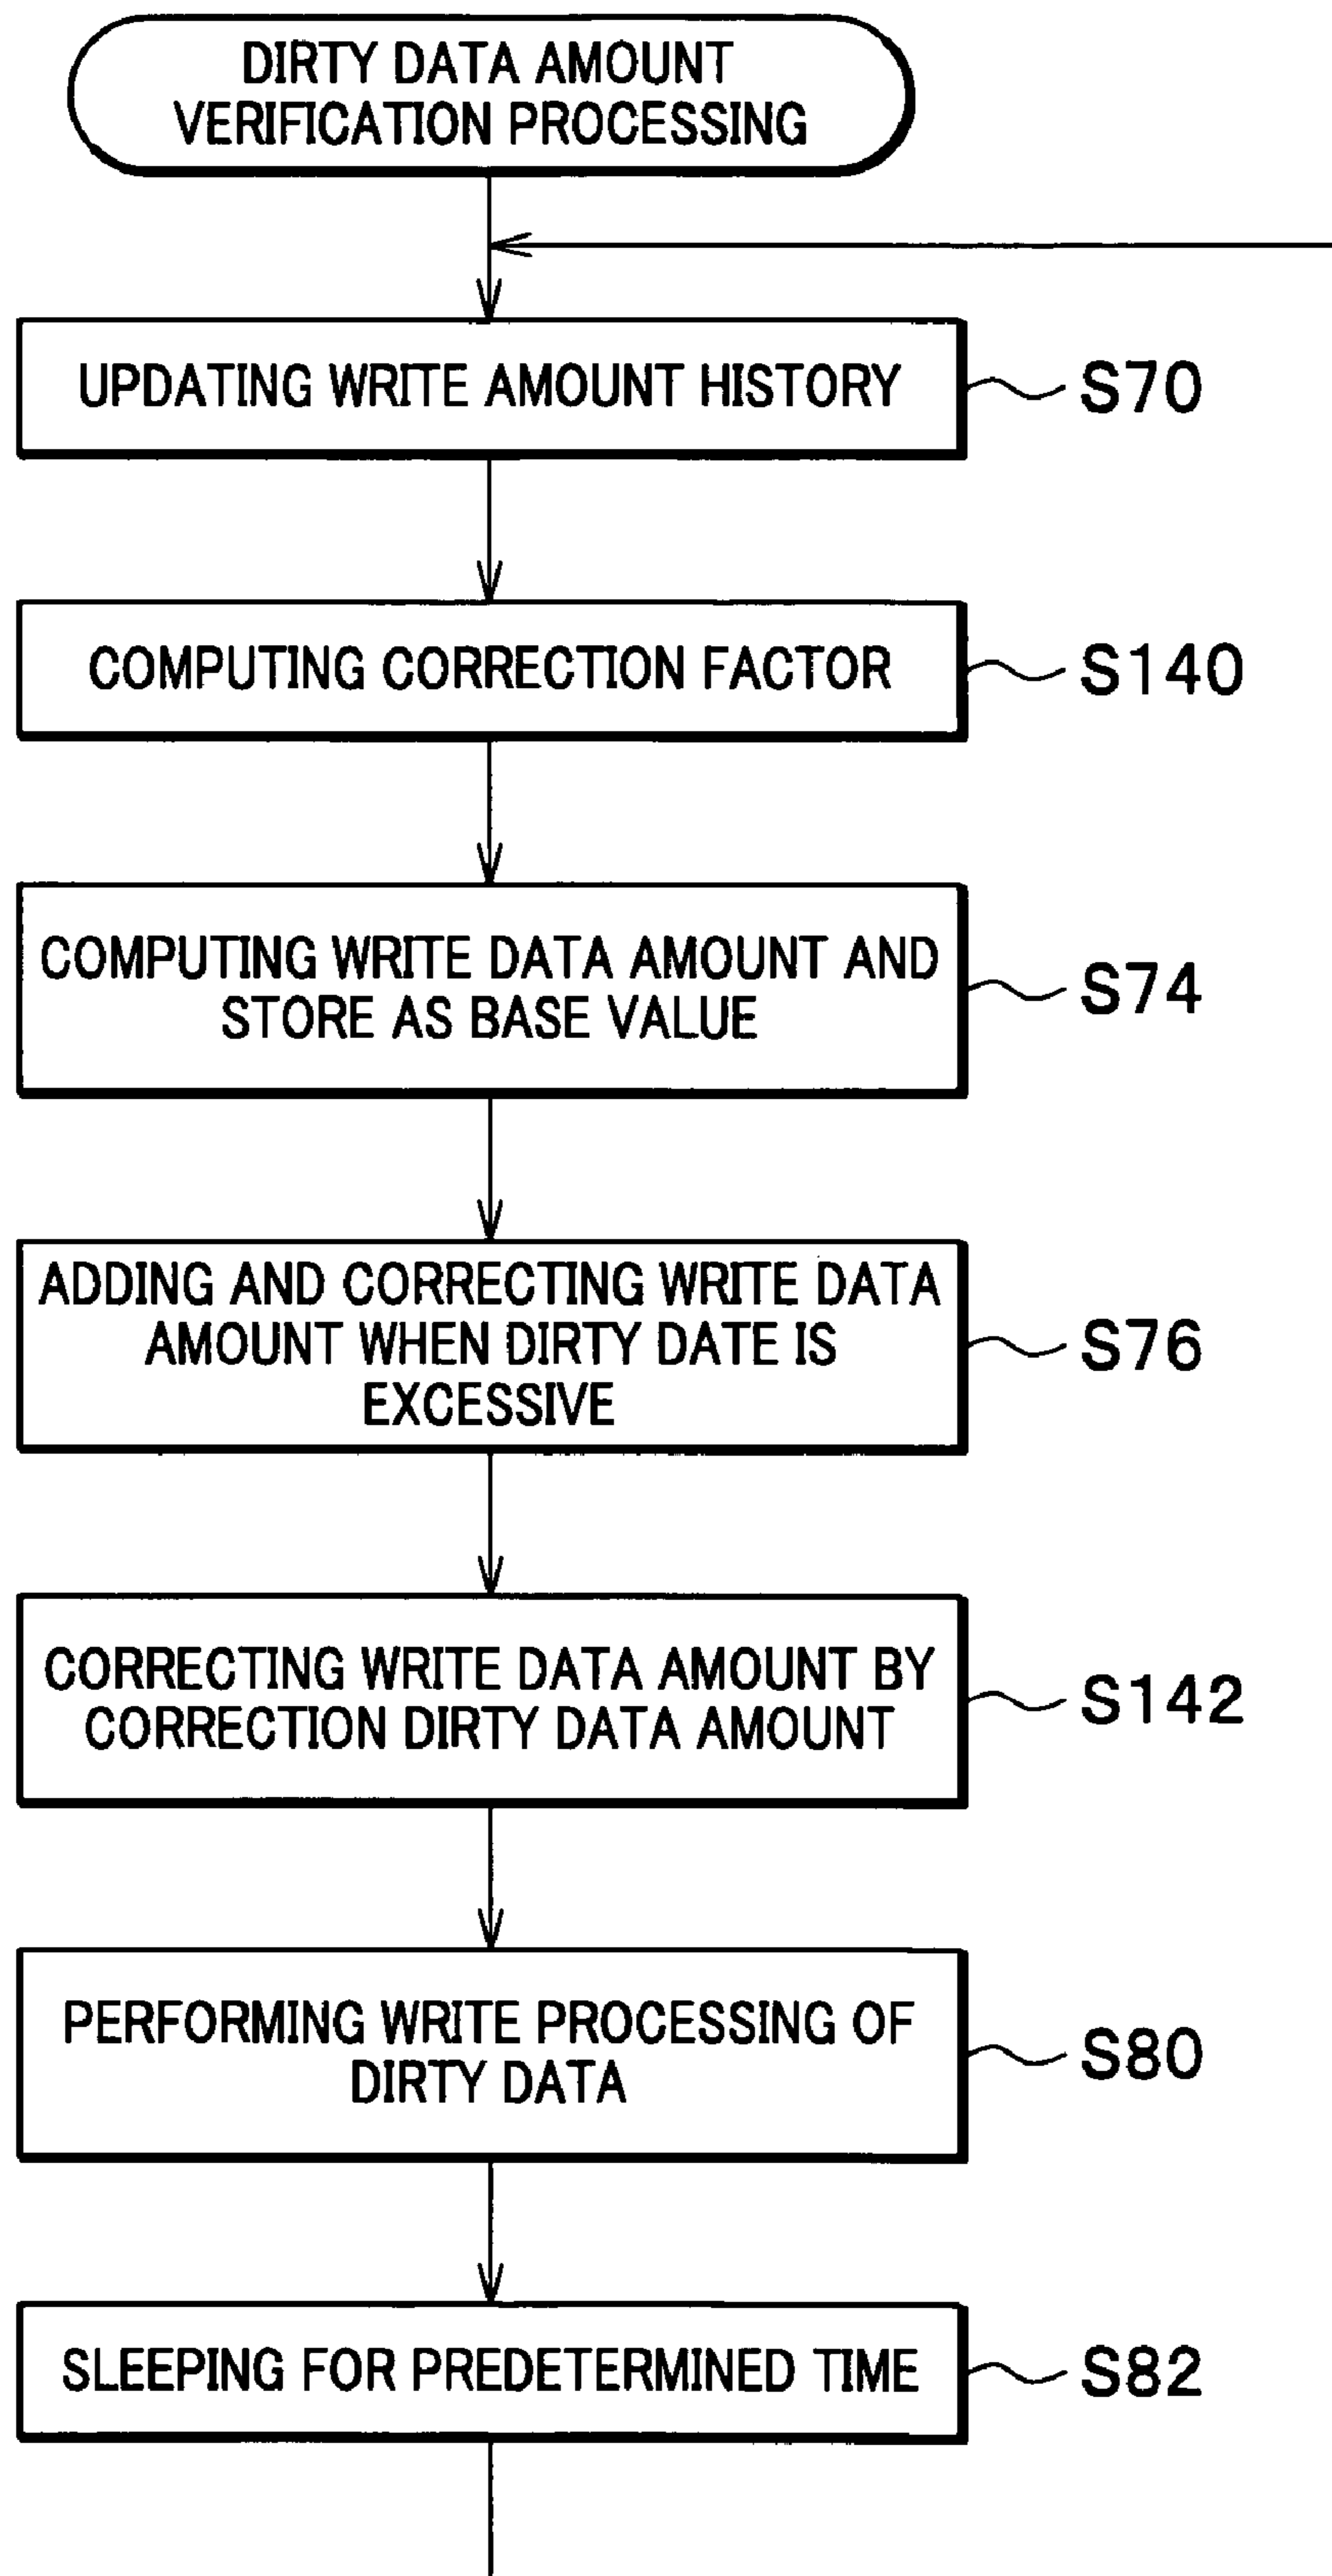 DIRTY DATA AMOUNT
VERIFICATION PROCESSING
UPDATING WRITE AMOUNT HISTORY
S70
COMPUTING CORRECTION FACTOR
S140
COMPUTING WRITE DATA AMOUNT AND
STORE AS BASE VALUE
S74
ADDING AND CORRECTING WRITE DATA
AMOUNT WHEN DIRTY DATE IS
EXCESSIVE
S76
CORRECTING WRITE DATA AMOUNT BY
CORRECTION DIRTY DATA AMOUNT
S142
PERFORMING WRITE PROCESSING OF
DIRTY DATA
S80
SLEEPING FOR PREDETERMINED TIME
S82